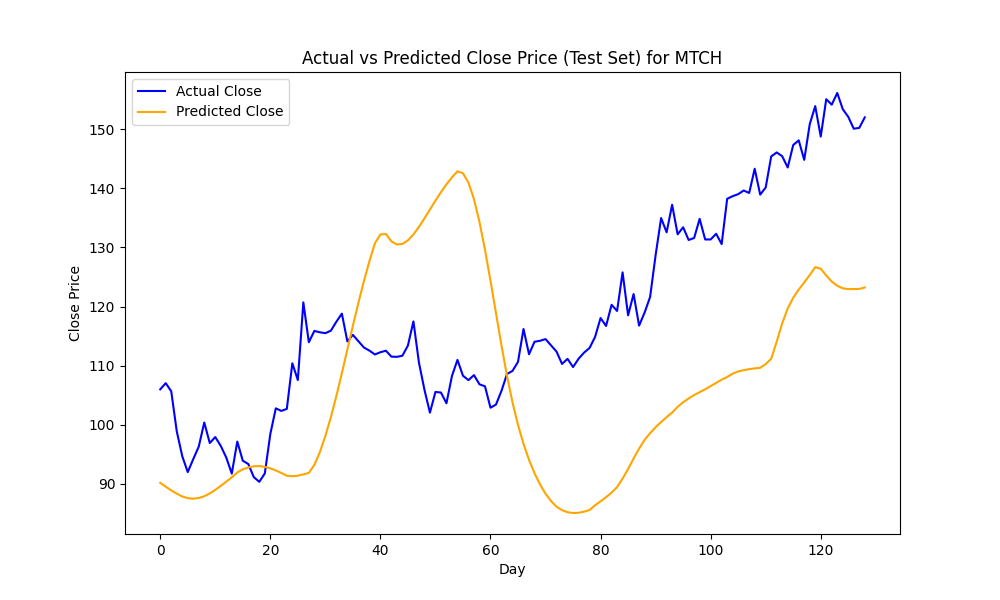 Actual vs Predicted Close Price (Test Set) for MTCH
Actual Close
Predicted Close
Close Price
150
140
130
120
110
100
90
0 20 40 60 80 100 120
Day